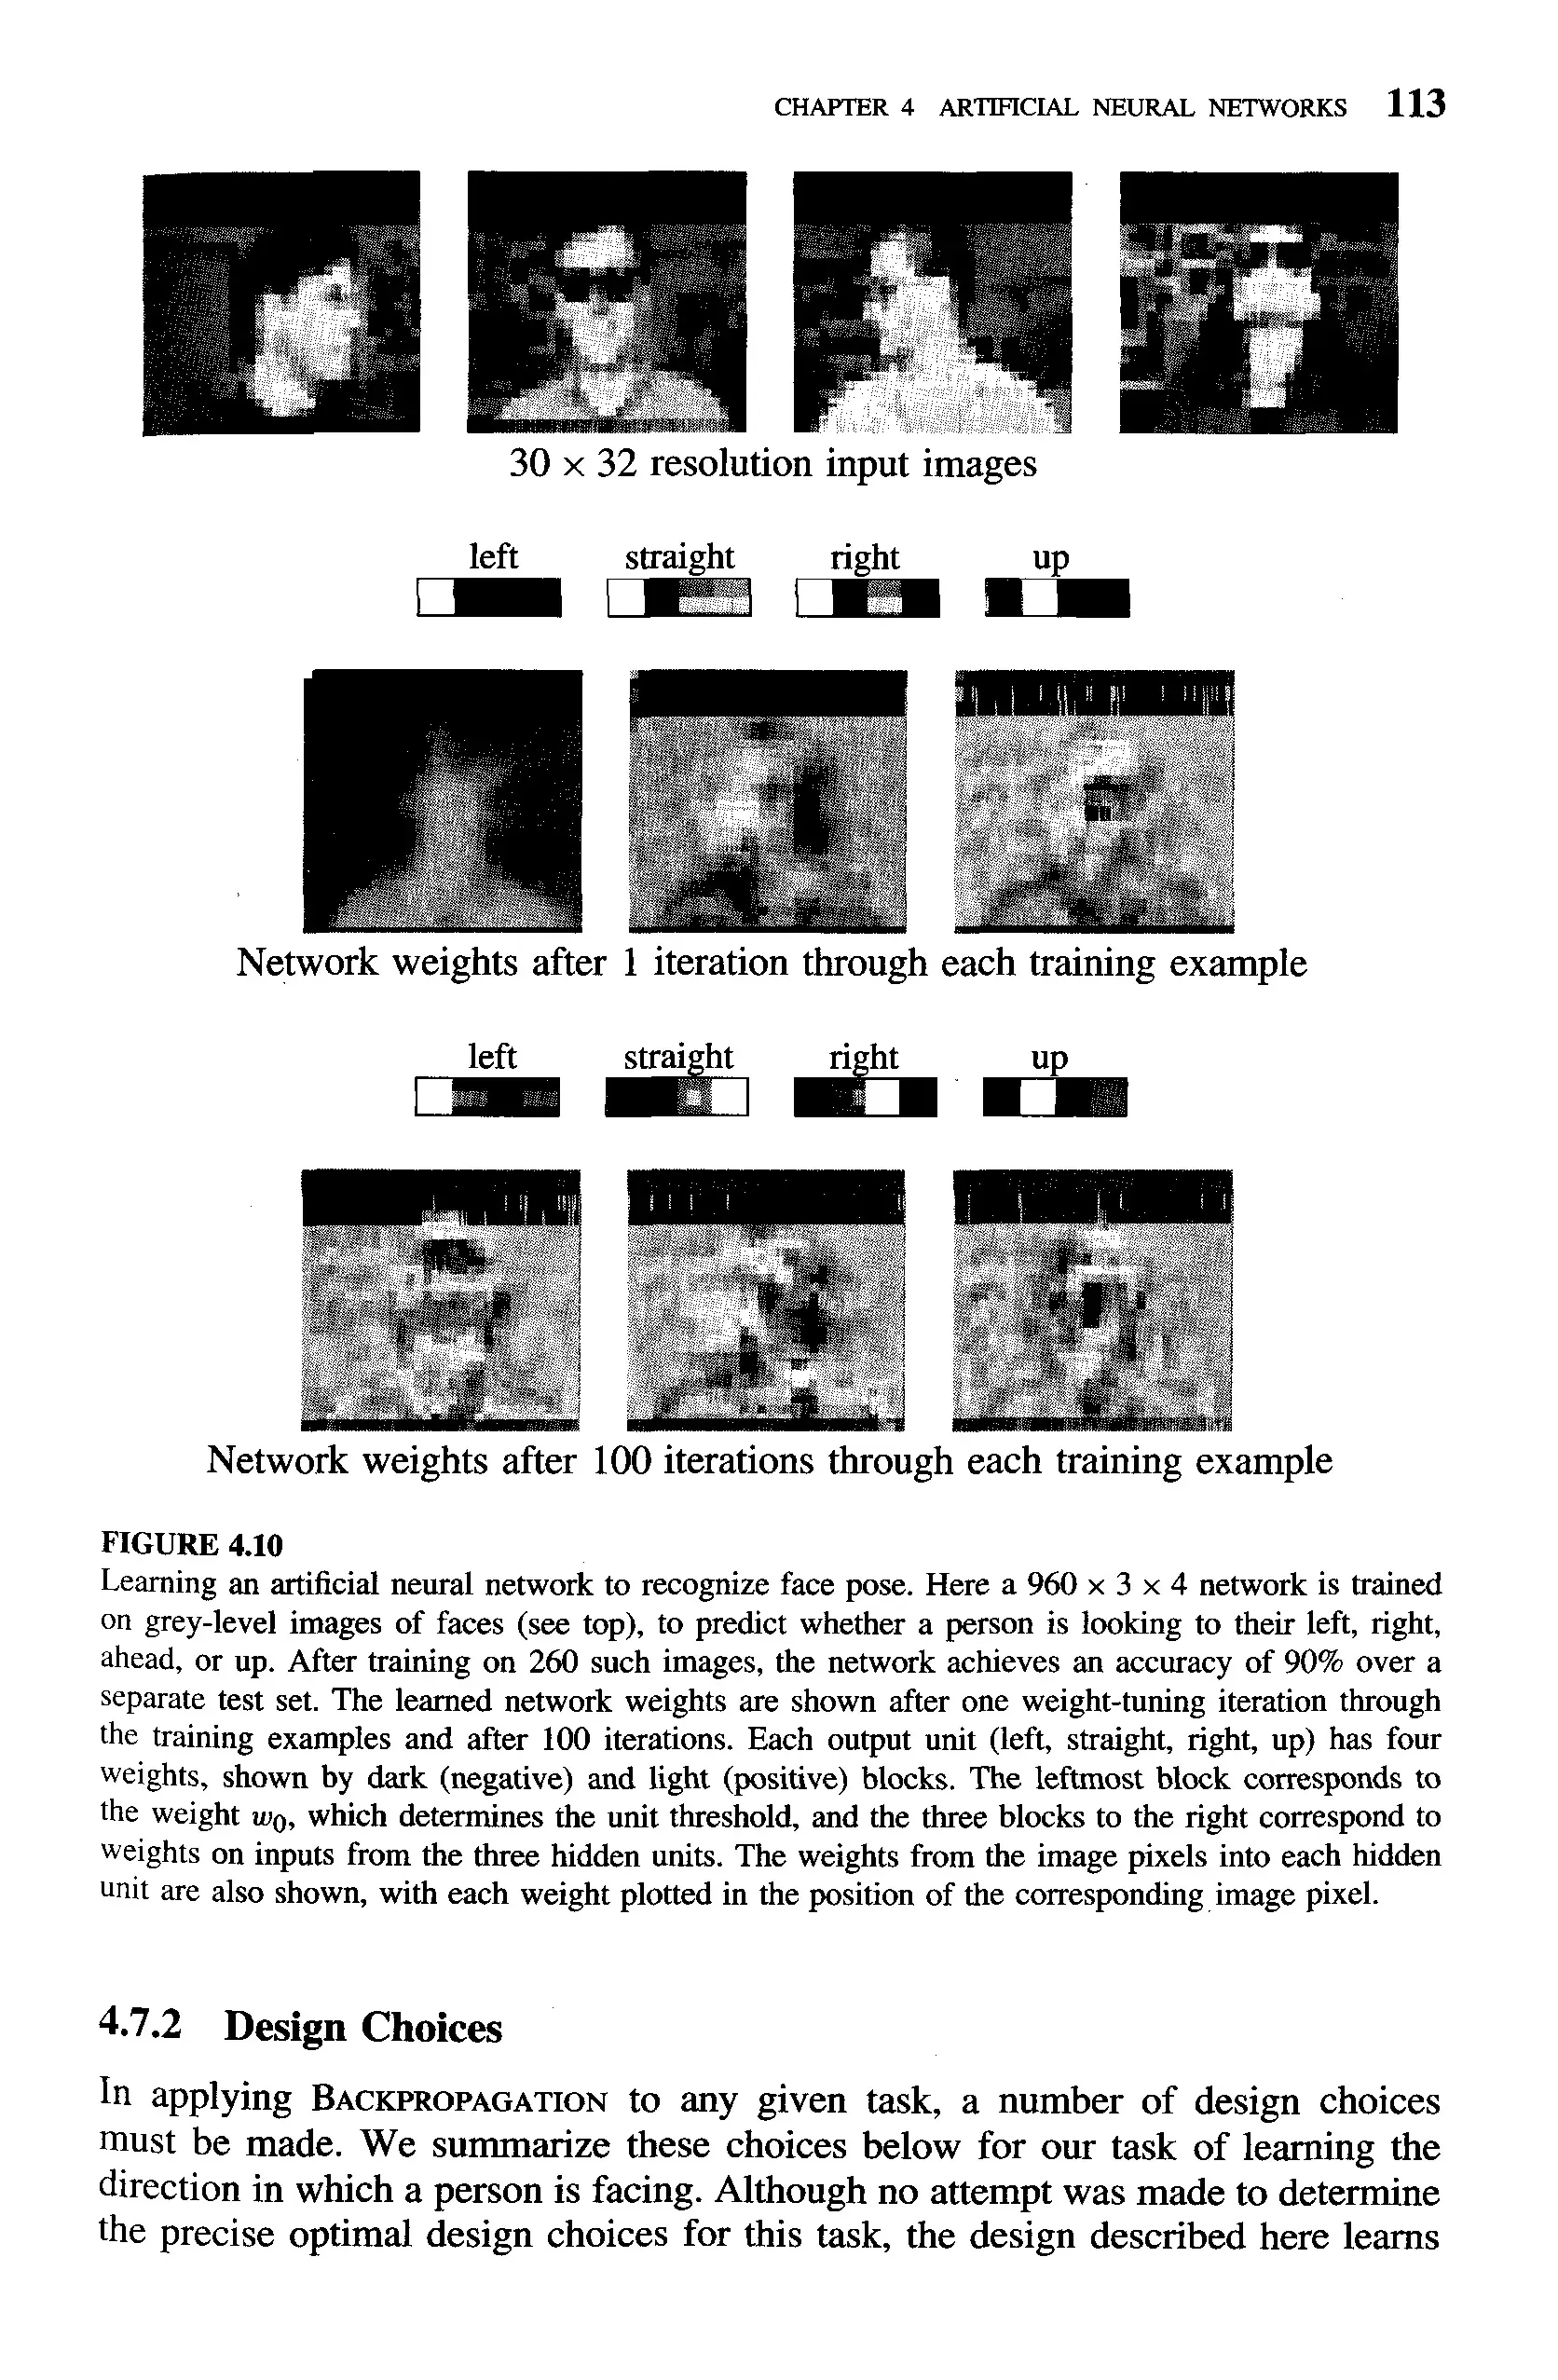 CHAPTER 4 ARTIFICIAL NEURAL NETWORKS 113
30 x 32 resolution input images
left straight right up
Network weights after 1 iteration through each training example
left straight right up
Network weights after 100 iterations through each training example
FIGURE 4.10
Learning an artificial neural network to recognize face pose. Here a 960 x 3 x 4 network is trained
on grey-level images of faces (see top), to predict whether a person is looking to their left, right,
ahead, or up. After training on 260 such images, the network achieves an accuracy of 90% over a
separate test set. The learned network weights are shown after one weight-tuning iteration through
the training examples and after 100 iterations. Each output unit (left, straight, right, up) has four
weights, shown by dark (negative) and light (positive) blocks. The leftmost block corresponds to
the weight w₀, which determines the unit threshold, and the three blocks to the right correspond to
weights on inputs from the three hidden units. The weights from the image pixels into each hidden
unit are also shown, with each weight plotted in the position of the corresponding image pixel.
4.7.2 Design Choices
In applying BACKPROPAGATION to any given task, a number of design choices
must be made. We summarize these choices below for our task of learning the
direction in which a person is facing. Although no attempt was made to determine
the precise optimal design choices for this task, the design described here learns